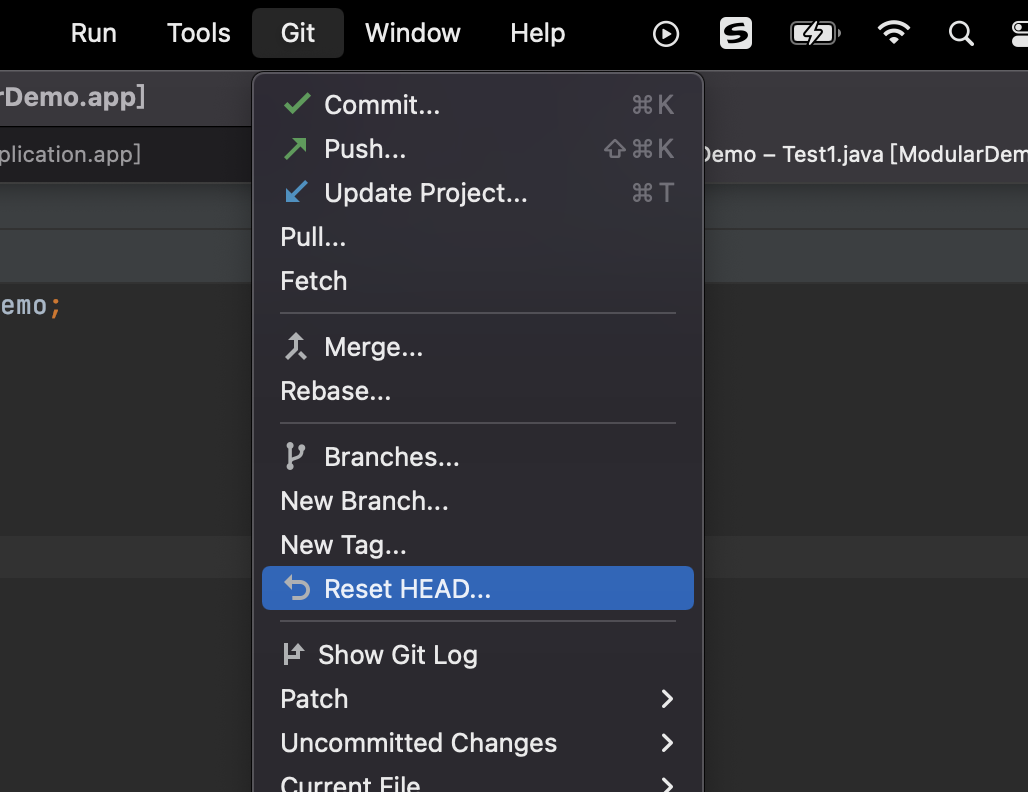 Run Tools Git Window Help
rDemo.app]
plication.app]
Demo – Test1.java [ModularDem
emo;
Commit... ⌘K
Push... ⇧⌘K
Update Project... ⌘T
Pull...
Fetch
Merge...
Rebase...
Branches...
New Branch...
New Tag...
Reset HEAD...
Show Git Log
Patch
Uncommitted Changes
Current File